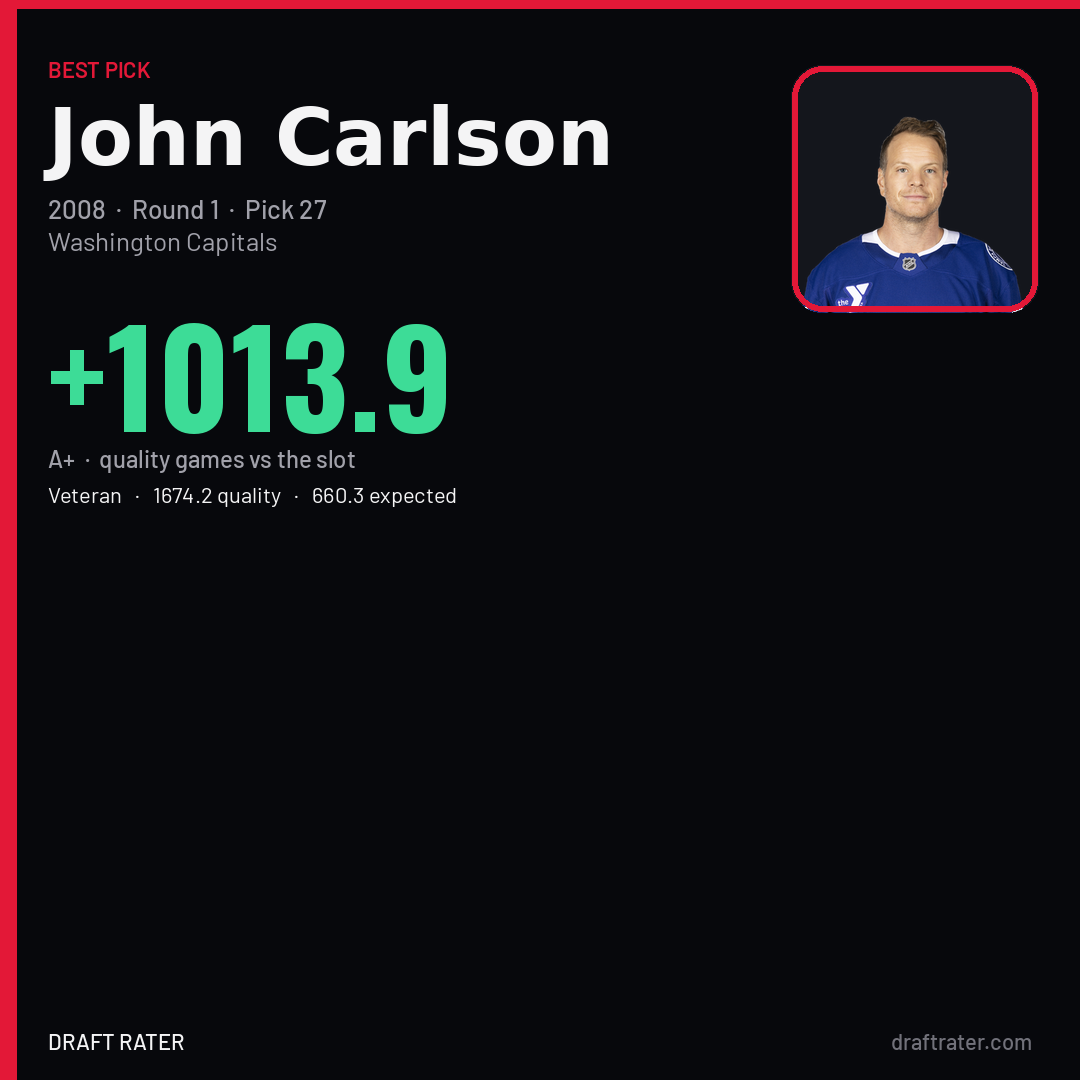 BEST PICK
John Carlson
2008 · Round 1 · Pick 27
Washington Capitals
the Y
+1013.9
A+ · quality games vs the slot
Veteran · 1674.2 quality · 660.3 expected
DRAFT RATER
draftrater.com